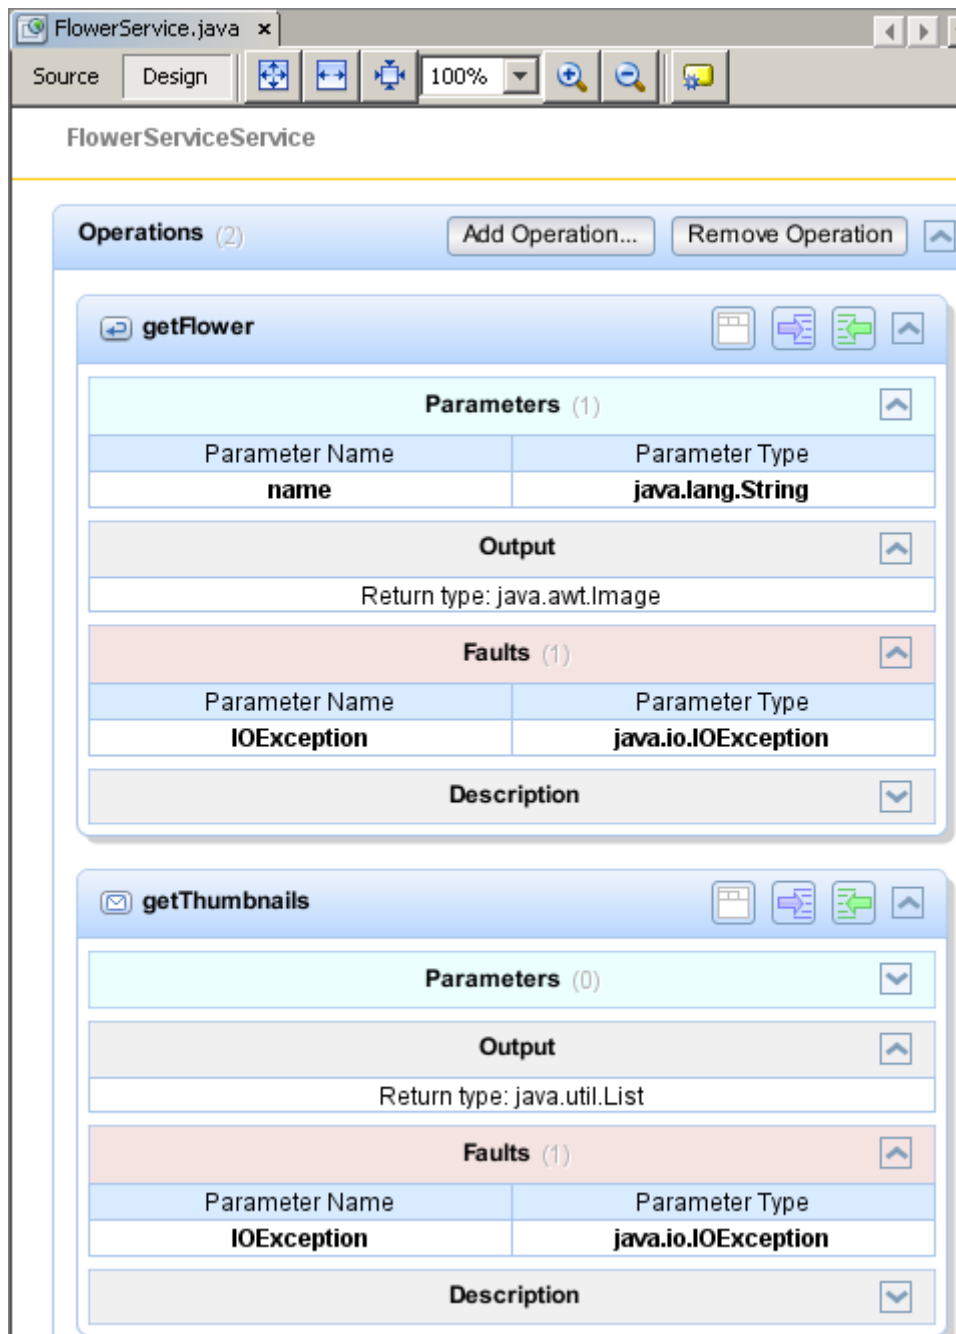 FlowerService.java x
Source Design 100%
FlowerServiceService
Operations (2) Add Operation... Remove Operation
getFlower
Parameters (1)
Parameter Name Parameter Type
name java.lang.String
Output
Return type: java.awt.Image
Faults (1)
Parameter Name Parameter Type
IOException java.io.IOException
Description
getThumbnails
Parameters (0)
Output
Return type: java.util.List
Faults (1)
Parameter Name Parameter Type
IOException java.io.IOException
Description